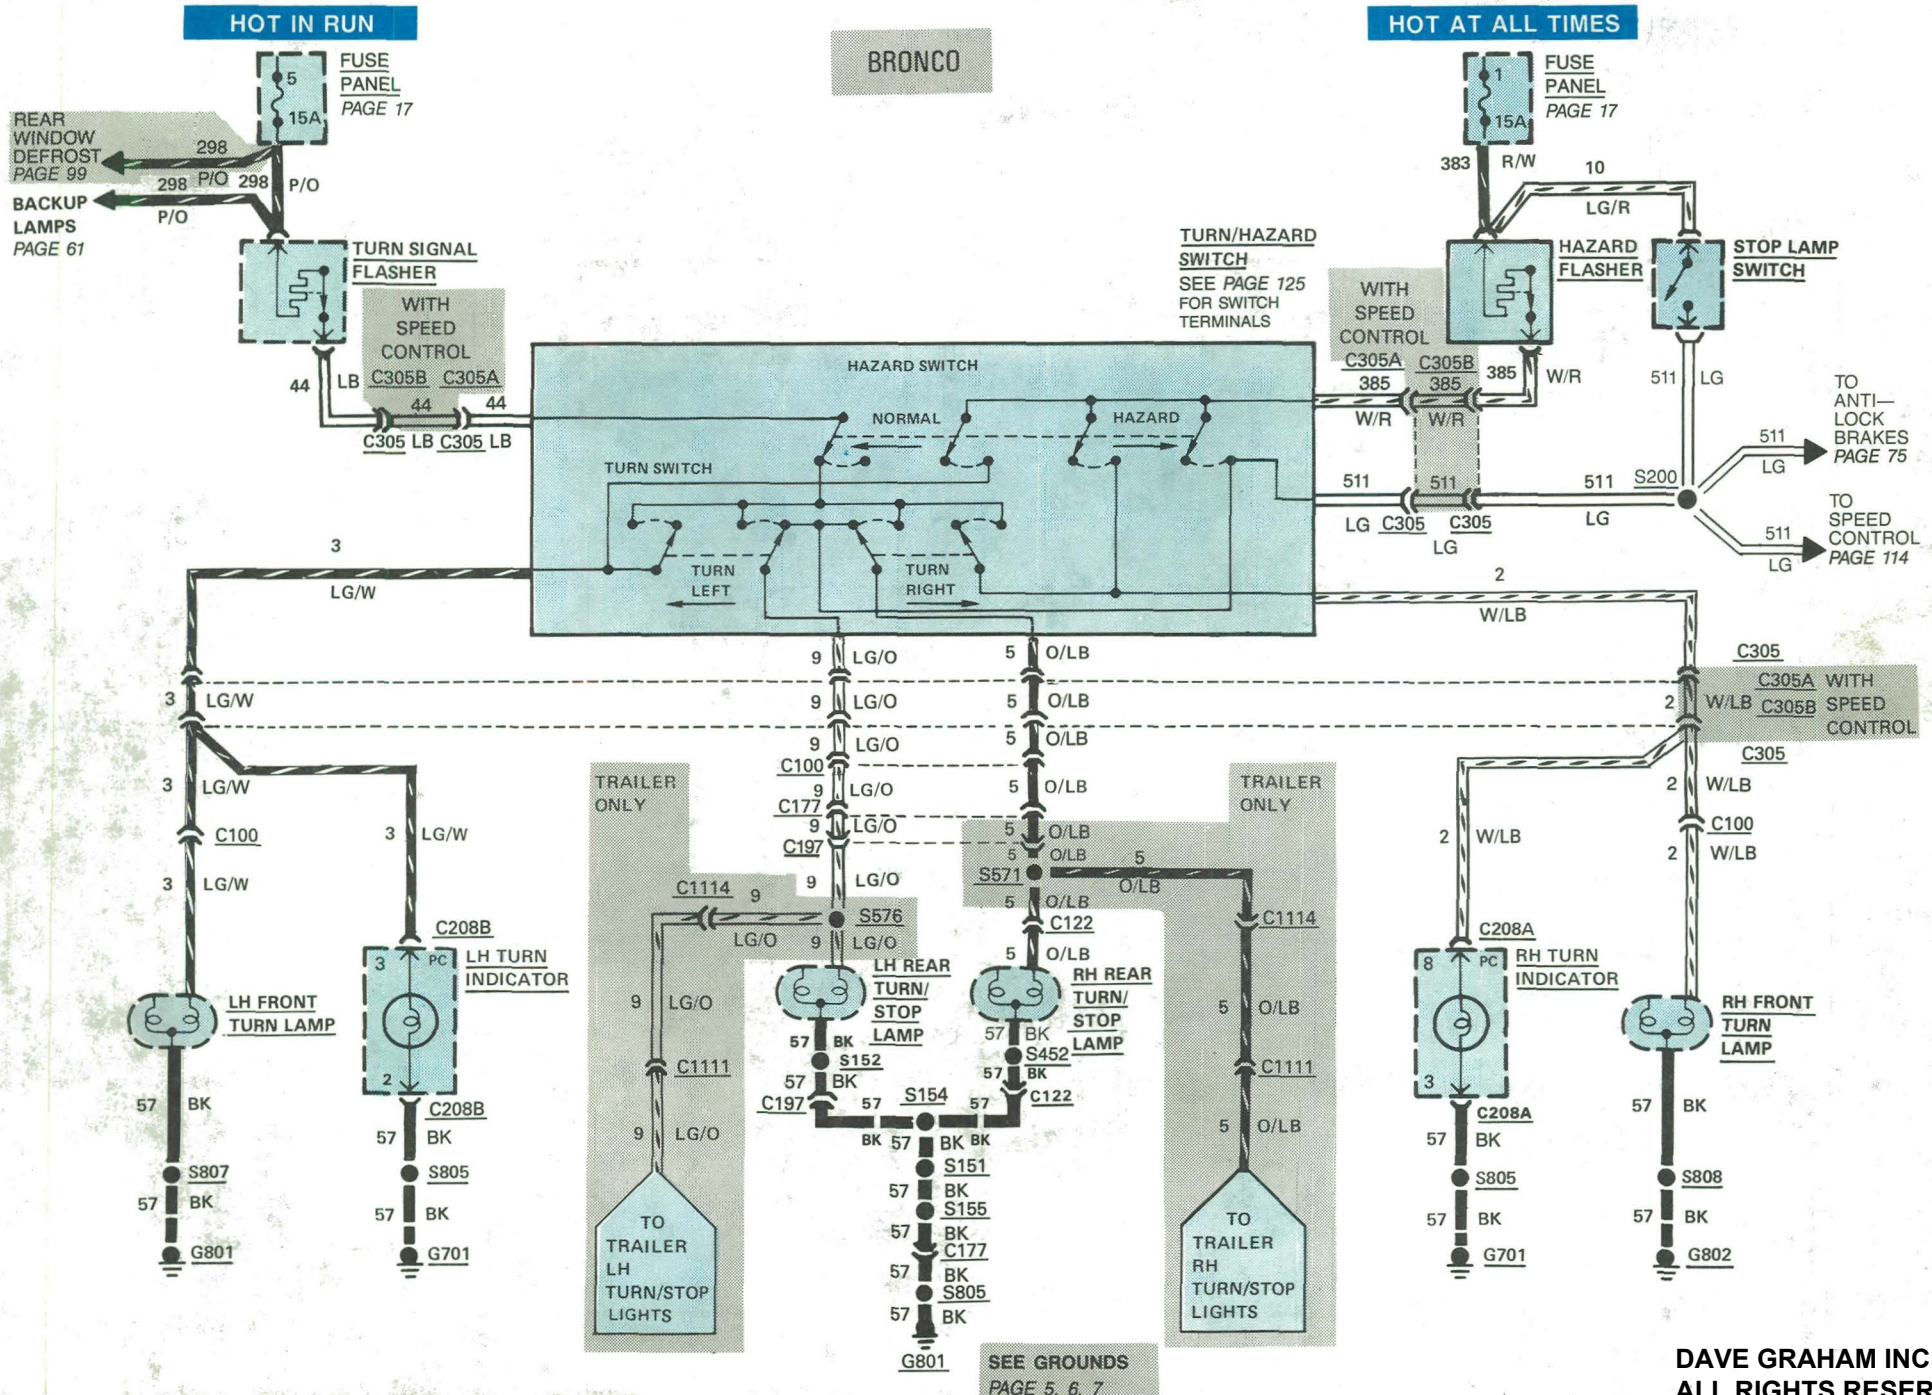 HOT IN RUN
5
15A
FUSE
PANEL
PAGE 17
BRONCO
HOT AT ALL TIMES
1
15A
FUSE
PANEL
PAGE 17
REAR
WINDOW
DEFROST
PAGE 99
298
P/O
298
P/O
298
P/O
BACKUP
LAMPS
PAGE 61
TURN SIGNAL
FLASHER
WITH
SPEED
CONTROL
C305B
C305A
44
LB
44
44
C305
LB
C305
LB
383
R/W
10
LG/R
TURN/HAZARD
SWITCH
SEE PAGE 125
FOR SWITCH
TERMINALS
HAZARD
FLASHER
STOP LAMP
SWITCH
WITH
SPEED
CONTROL
C305A
C305B
385
385
385
W/R
W/R
W/R
511
LG
TO
ANTI—
LOCK
BRAKES
PAGE 75
511
LG
S200
511
511
511
LG
C305
C305
LG
LG
TO
SPEED
CONTROL
PAGE 114
511
LG
HAZARD SWITCH
NORMAL
HAZARD
TURN SWITCH
TURN
LEFT
TURN
RIGHT
3
LG/W
2
W/LB
9
LG/O
5
O/LB
C305
3
LG/W
9
LG/O
5
O/LB
2
W/LB
C305A
C305B
WITH
SPEED
CONTROL
C305
9
LG/O
5
O/LB
C100
3
LG/W
9
LG/O
5
O/LB
2
W/LB
C177
9
LG/O
5
O/LB
C197
5
O/LB
C100
3
LG/W
2
W/LB
C100
2
W/LB
3
LG/W
9
LG/O
S571
5
O/LB
5
O/LB
TRAILER
ONLY
TRAILER
ONLY
C1114
9
LG/O
S576
9
LG/O
C122
5
O/LB
C1114
C208B
3
PC
LH TURN
INDICATOR
2
C208B
LH FRONT
TURN LAMP
LH REAR
TURN/
STOP
LAMP
RH REAR
TURN/
STOP
LAMP
C208A
8
PC
RH TURN
INDICATOR
3
C208A
RH FRONT
TURN
LAMP
9
LG/O
5
O/LB
57
BK
S152
57
BK
C197
57
BK
S452
57
BK
C122
C1111
C1111
9
LG/O
5
O/LB
57
BK
S154
57
BK
57
BK
S151
57
BK
S155
57
BK
C177
57
BK
S805
57
BK
G801
57
BK
S807
57
BK
G801
57
BK
S805
57
BK
G701
57
BK
S805
57
BK
G701
57
BK
S808
57
BK
G802
TO
TRAILER
LH
TURN/STOP
LIGHTS
TO
TRAILER
RH
TURN/STOP
LIGHTS
SEE GROUNDS
PAGE 5, 6, 7
DAVE GRAHAM INC
ALL RIGHTS RESER